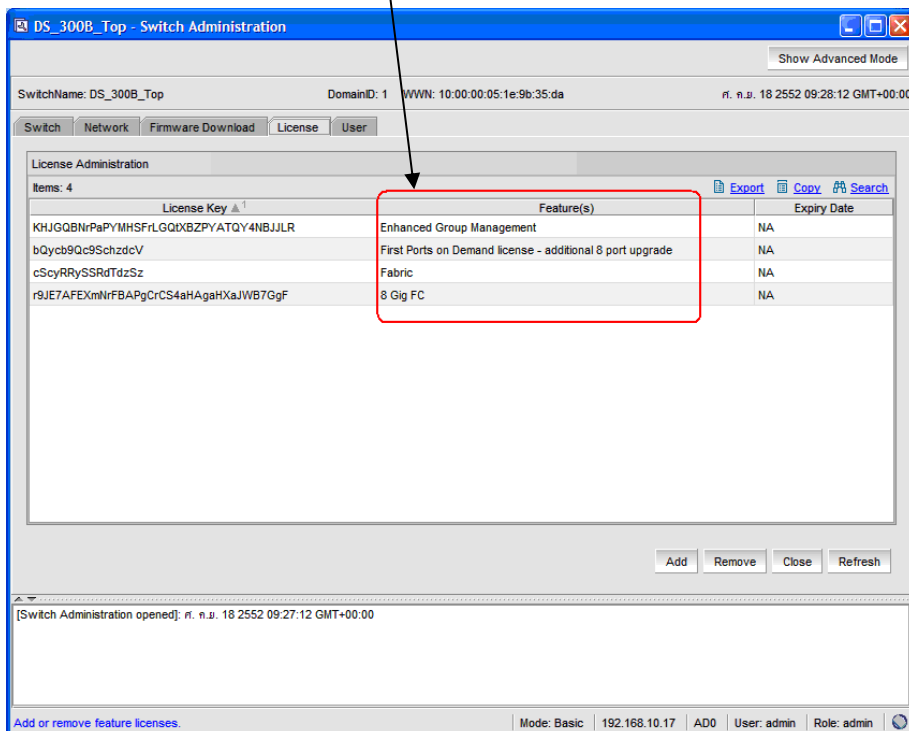 DS_300B_Top - Switch Administration
Show Advanced Mode
SwitchName: DS_300B_Top DomainID: 1 WWN: 10:00:00:05:1e:9b:35:da ศ. ก.ย. 18 2552 09:28:12 GMT+00:00
Switch Network Firmware Download License User
License Administration
Items: 4 Export Copy Search
License Key 1 Feature(s) Expiry Date
KHJGQBNrPaPYMHSFrLGQtXBZPYATQY4NBJJLR Enhanced Group Management NA
bQycb9Qc9SchzdcV First Ports on Demand license - additional 8 port upgrade NA
cScyRRySSRdTdzSz Fabric NA
r9JE7AFEXmNrFBAPgCrCS4aHAgaHXaJWB7GgF 8 Gig FC NA
Add Remove Close Refresh
[Switch Administration opened]: ศ. ก.ย. 18 2552 09:27:12 GMT+00:00
Add or remove feature licenses. Mode: Basic 192.168.10.17 AD0 User: admin Role: admin